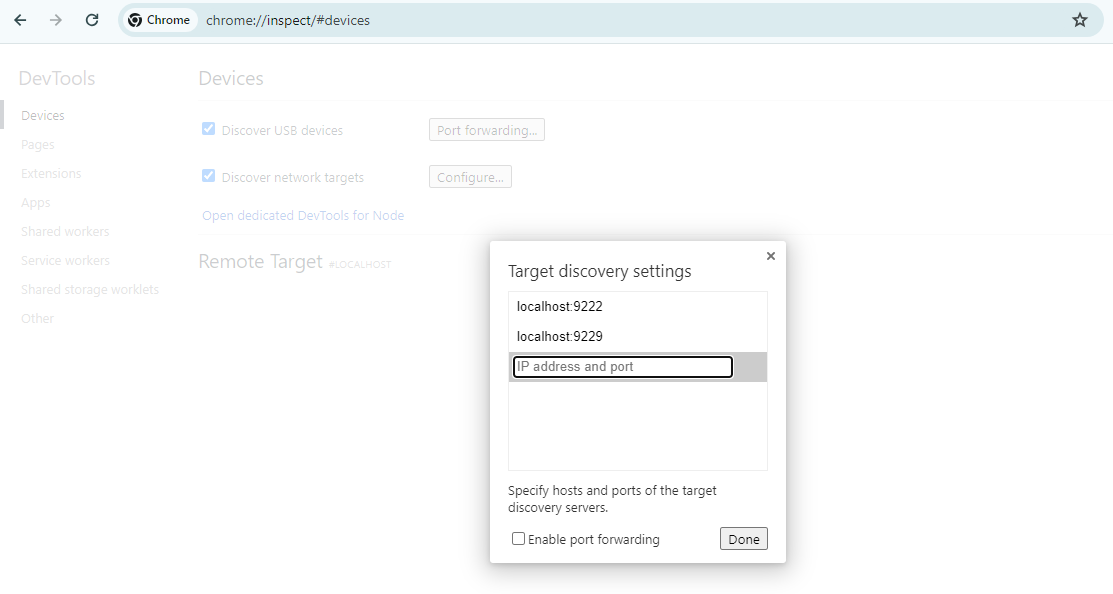 Chrome
chrome://inspect/#devices
DevTools
Devices
Pages
Extensions
Apps
Shared workers
Service workers
Shared storage worklets
Other
Devices
Discover USB devices
Port forwarding...
Discover network targets
Configure...
Open dedicated DevTools for Node
Remote Target #LOCALHOST
Target discovery settings
×
localhost:9222
localhost:9229
IP address and port
Specify hosts and ports of the target
discovery servers.
Enable port forwarding
Done